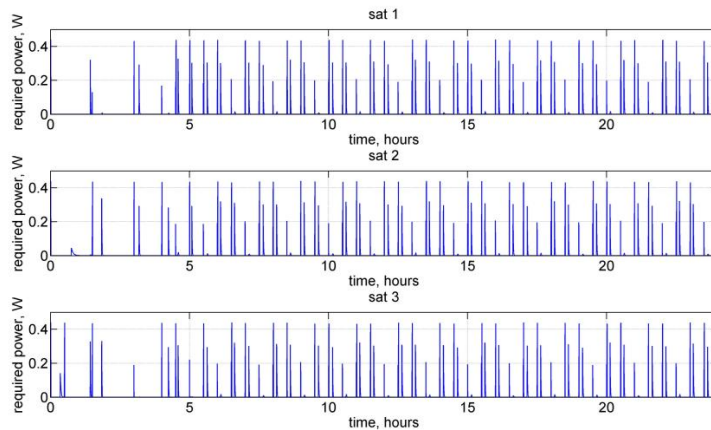 sat 1
required power, W
0.4
0.2
0
0 5 10 15 20
time, hours
sat 2
required power, W
0.4
0.2
0
0 5 10 15 20
time, hours
sat 3
required power, W
0.4
0.2
0
0 5 10 15 20
time, hours